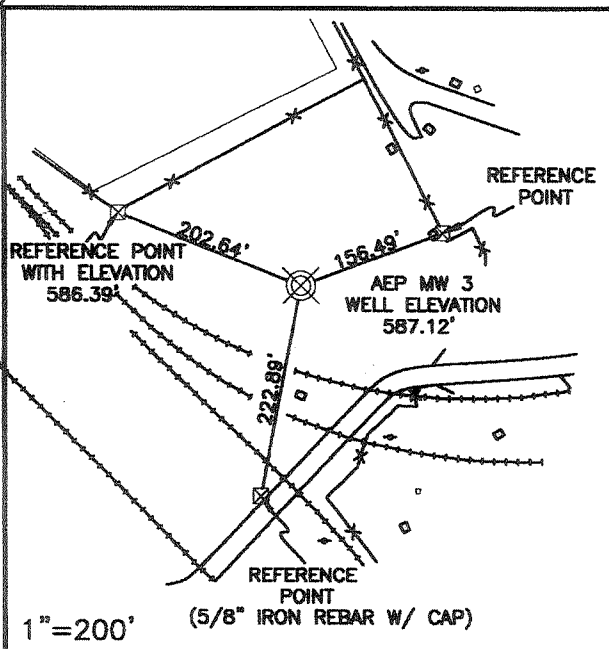 REFERENCE
POINT
202.64'
156.49'
REFERENCE POINT
WITH ELEVATION
586.39'
AEP MW 3
WELL ELEVATION
587.12'
222.89'
REFERENCE
POINT
(5/8" IRON REBAR W/ CAP)
1"=200'